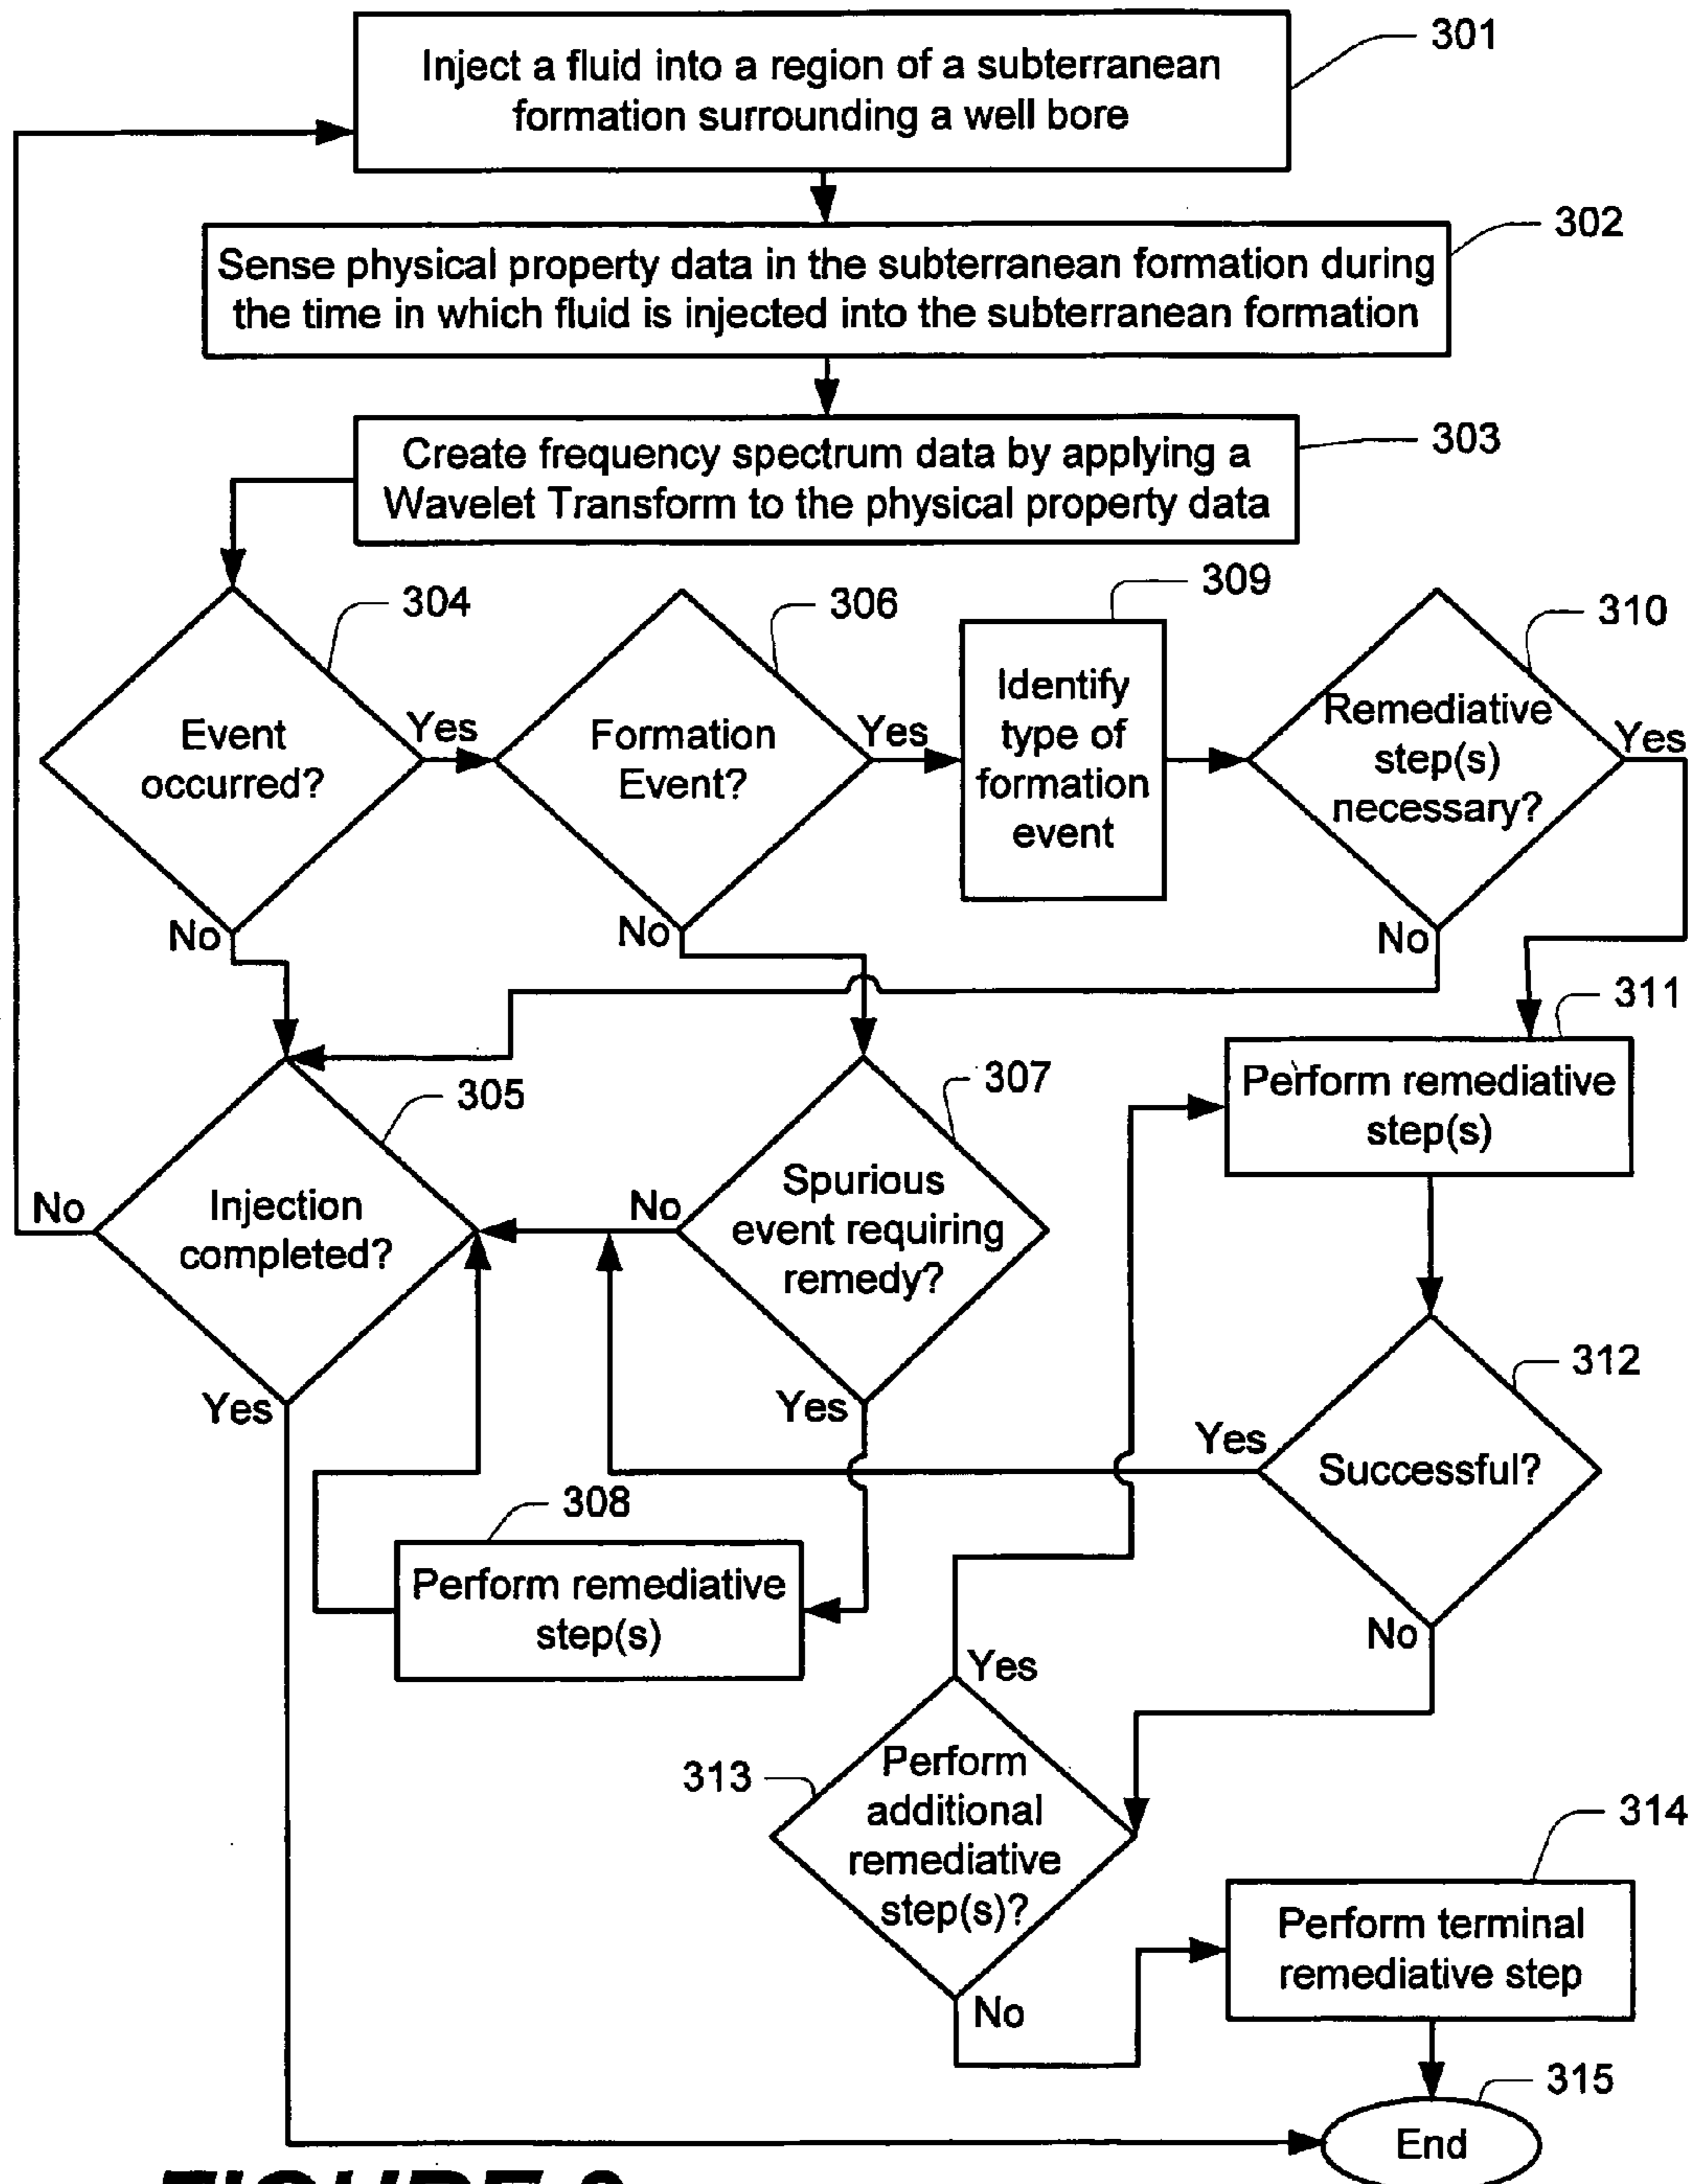 301
Inject a fluid into a region of a subterranean
formation surrounding a well bore
302
Sense physical property data in the subterranean formation during
the time in which fluid is injected into the subterranean formation
303
Create frequency spectrum data by applying a
Wavelet Transform to the physical property data
304
Event
occurred?
Yes
No
306
Formation
Event?
Yes
No
309
Identify
type of
formation
event
310
Remediative
step(s)
necessary?
Yes
No
305
Injection
completed?
No
Yes
307
Spurious
event requiring
remedy?
No
Yes
311
Perform remediative
step(s)
312
Successful?
Yes
No
308
Perform remediative
step(s)
313
Perform
additional
remediative
step(s)?
Yes
No
314
Perform terminal
remediative step
315
End